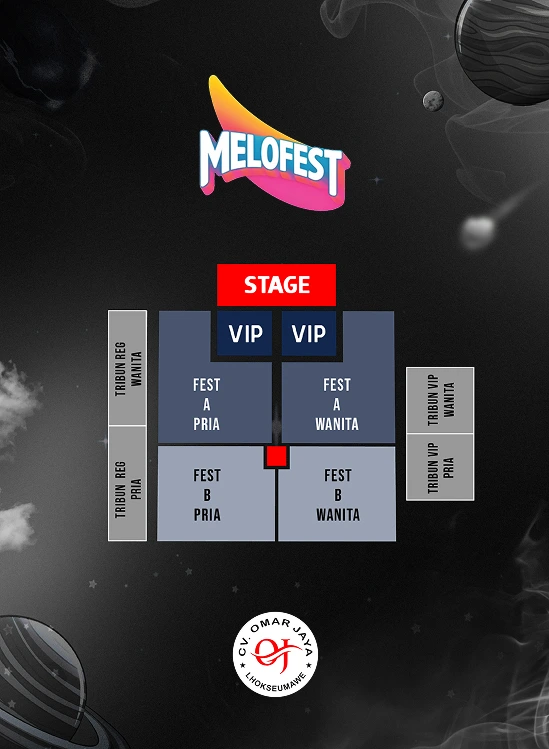 MELOFEST
STAGE
VIP
VIP
TRIBUN REG
WANITA
FEST
A
PRIA
FEST
A
WANITA
TRIBUN VIP
WANITA
TRIBUN REG
PRIA
FEST
B
PRIA
FEST
B
WANITA
TRIBUN VIP
PRIA
CV. OMAR JAYA
OJ
LHOKSEUMAWE